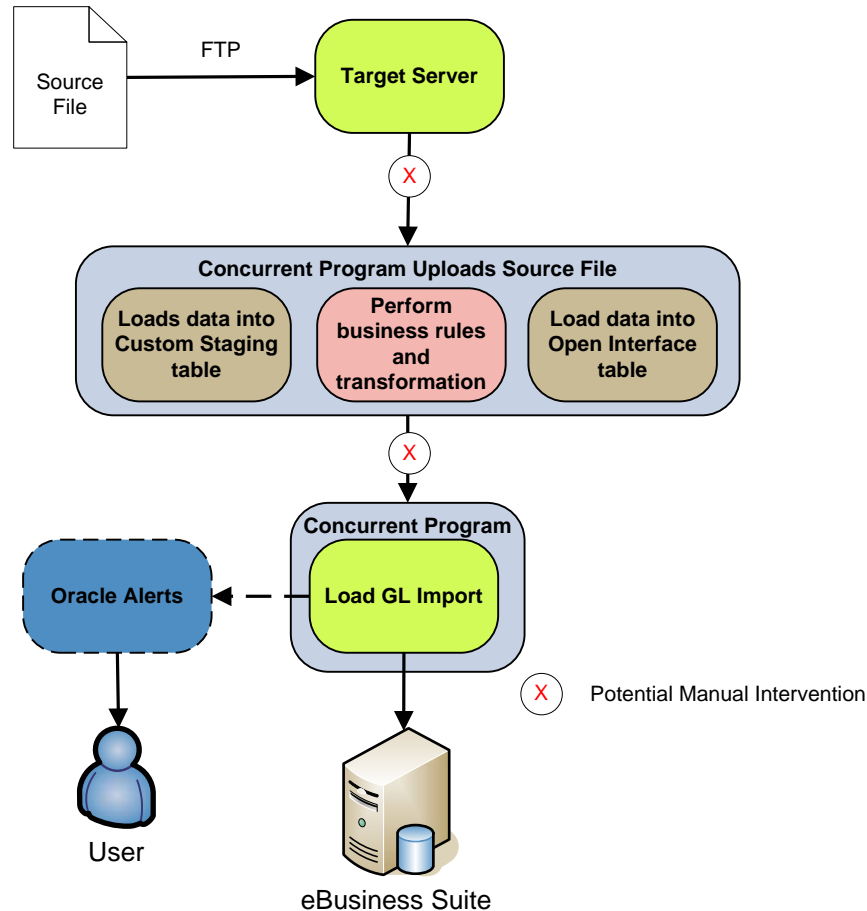 FTP
Source
File
Target Server
X
Concurrent Program Uploads Source File
Loads data into
Custom Staging
table
Perform
business rules
and
transformation
Load data into
Open Interface
table
X
Concurrent Program
Oracle Alerts
Load GL Import
X
Potential Manual Intervention
User
eBusiness Suite